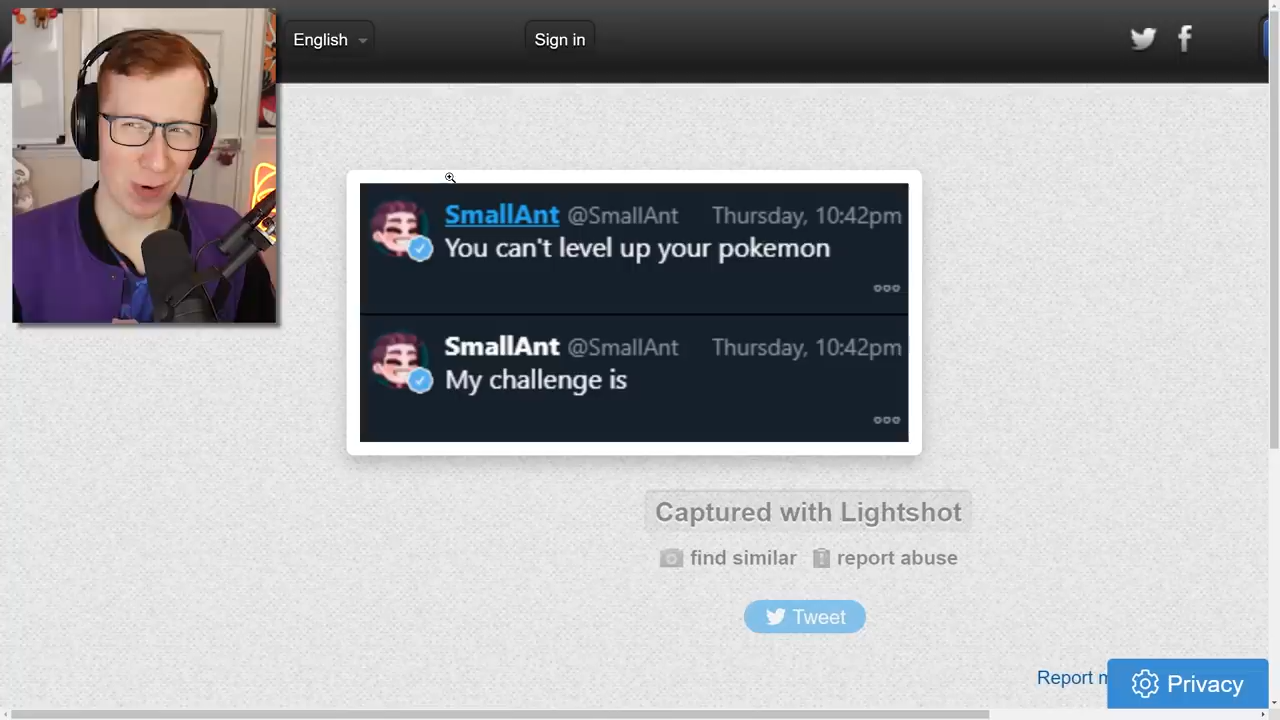 English
Sign in
SmallAnt @SmallAnt Thursday, 10:42pm
You can't level up your pokemon
SmallAnt @SmallAnt Thursday, 10:42pm
My challenge is
Captured with Lightshot
find similar report abuse
Tweet
Report
Privacy